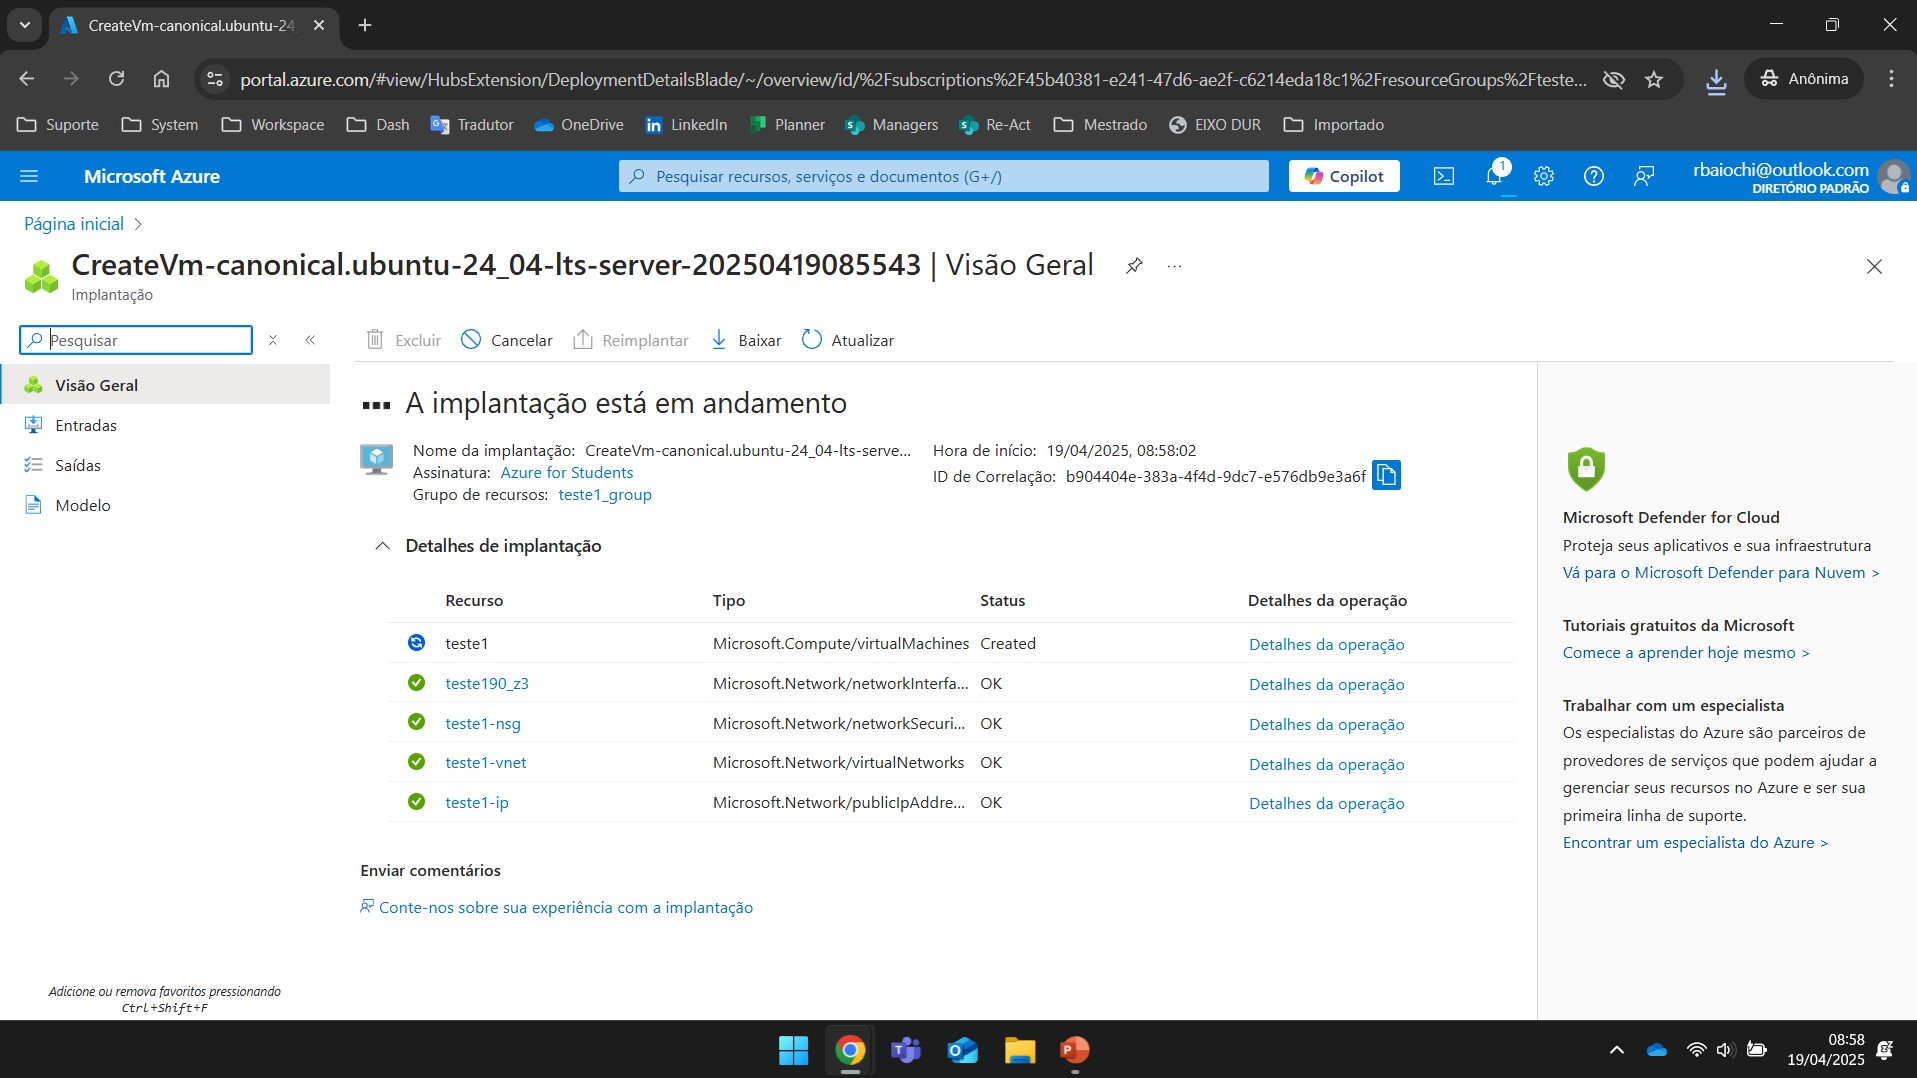 CreateVm-canonical.ubuntu-24
portal.azure.com/#view/HubsExtension/DeploymentDetailsBlade/~/overview/id/%2Fsubscriptions%2F45b40381-e241-47d6-ae2f-c6214eda18c1%2FresourceGroups%2Fteste...
Anônima
Suporte System Workspace Dash Tradutor OneDrive LinkedIn Planner Managers Re-Act Mestrado EIXO DUR Importado
Microsoft Azure
Pesquisar recursos, serviços e documentos (G+/)
Copilot
1
rbaiochi@outlook.com
DIRETÓRIO PADRÃO
Página inicial >
CreateVm-canonical.ubuntu-24_04-lts-server-20250419085543 | Visão Geral ...
Implantação
Pesquisar
Excluir Cancelar Reimplantar Baixar Atualizar
Visão Geral
Entradas
Saídas
Modelo
A implantação está em andamento
Nome da implantação: CreateVm-canonical.ubuntu-24_04-lts-serve...
Assinatura: Azure for Students
Grupo de recursos: teste1_group
Hora de início: 19/04/2025, 08:58:02
ID de Correlação: b904404e-383a-4f4d-9dc7-e576db9e3a6f
Detalhes de implantação
Recurso Tipo Status Detalhes da operação
teste1 Microsoft.Compute/virtualMachines Created Detalhes da operação
teste190_z3 Microsoft.Network/networkInterfa... OK Detalhes da operação
teste1-nsg Microsoft.Network/networkSecuri... OK Detalhes da operação
teste1-vnet Microsoft.Network/virtualNetworks OK Detalhes da operação
teste1-ip Microsoft.Network/publicIpAddre... OK Detalhes da operação
Enviar comentários
Conte-nos sobre sua experiência com a implantação
Microsoft Defender for Cloud
Proteja seus aplicativos e sua infraestrutura
Vá para o Microsoft Defender para Nuvem >
Tutoriais gratuitos da Microsoft
Comece a aprender hoje mesmo >
Trabalhar com um especialista
Os especialistas do Azure são parceiros de
provedores de serviços que podem ajudar a
gerenciar seus recursos no Azure e ser sua
primeira linha de suporte.
Encontrar um especialista do Azure >
Adicione ou remova favoritos pressionando
Ctrl+Shift+F
08:58
19/04/2025